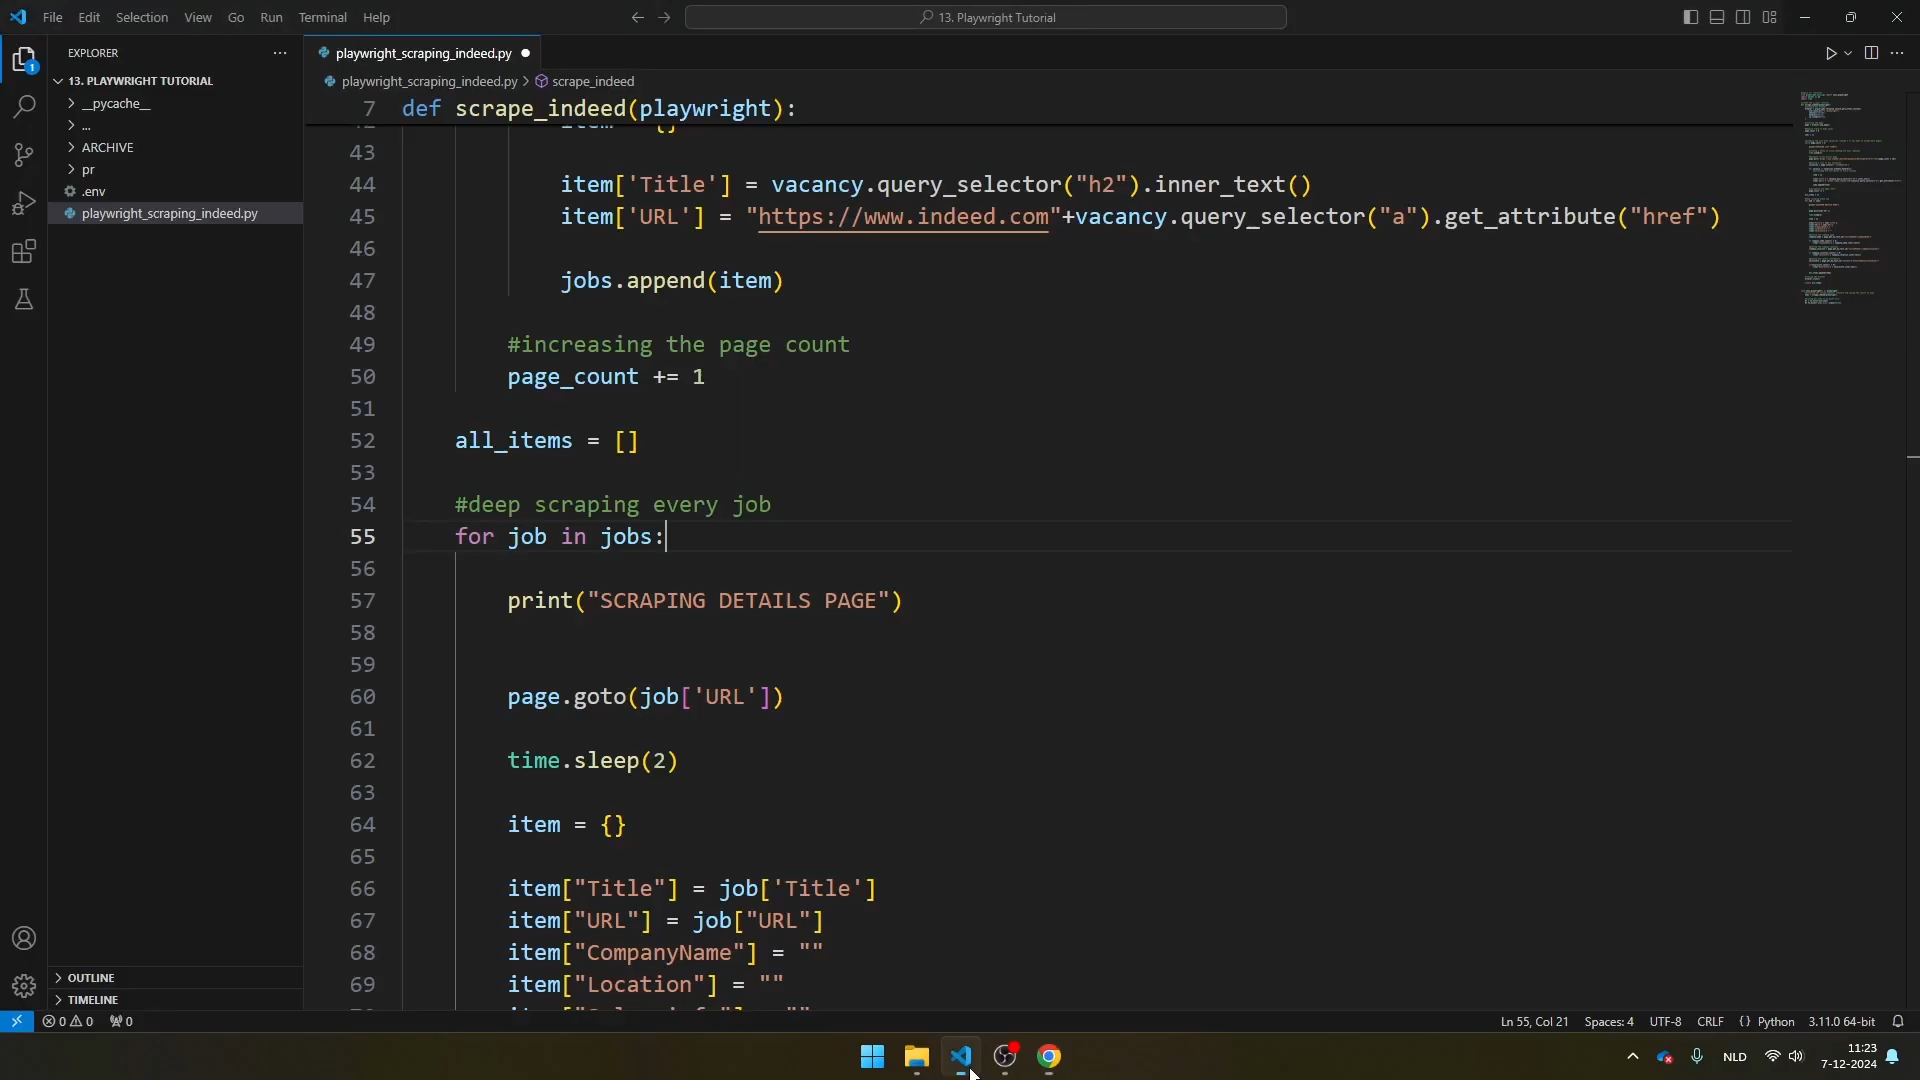 File Edit Selection View Go Run Terminal Help
13. Playwright Tutorial
EXPLORER
13. PLAYWRIGHT TUTORIAL
__pycache__
...
ARCHIVE
pr
.env
playwright_scraping_indeed.py
OUTLINE
TIMELINE
1
playwright_scraping_indeed.py
playwright_scraping_indeed.py > scrape_indeed
7 def scrape_indeed(playwright):
43
44 item['Title'] = vacancy.query_selector("h2").inner_text()
45 item['URL'] = "https://www.indeed.com"+vacancy.query_selector("a").get_attribute("href")
46
47 jobs.append(item)
48
49 #increasing the page count
50 page_count += 1
51
52 all_items = []
53
54 #deep scraping every job
55 for job in jobs:
56
57 print("SCRAPING DETAILS PAGE")
58
59
60 page.goto(job['URL'])
61
62 time.sleep(2)
63
64 item = {}
65
66 item["Title"] = job['Title']
67 item["URL"] = job["URL"]
68 item["CompanyName"] = ""
69 item["Location"] = ""
0 0 0
Ln 55, Col 21 Spaces: 4 UTF-8 CRLF {} Python 3.11.0 64-bit
NLD
11:23
7-12-2024